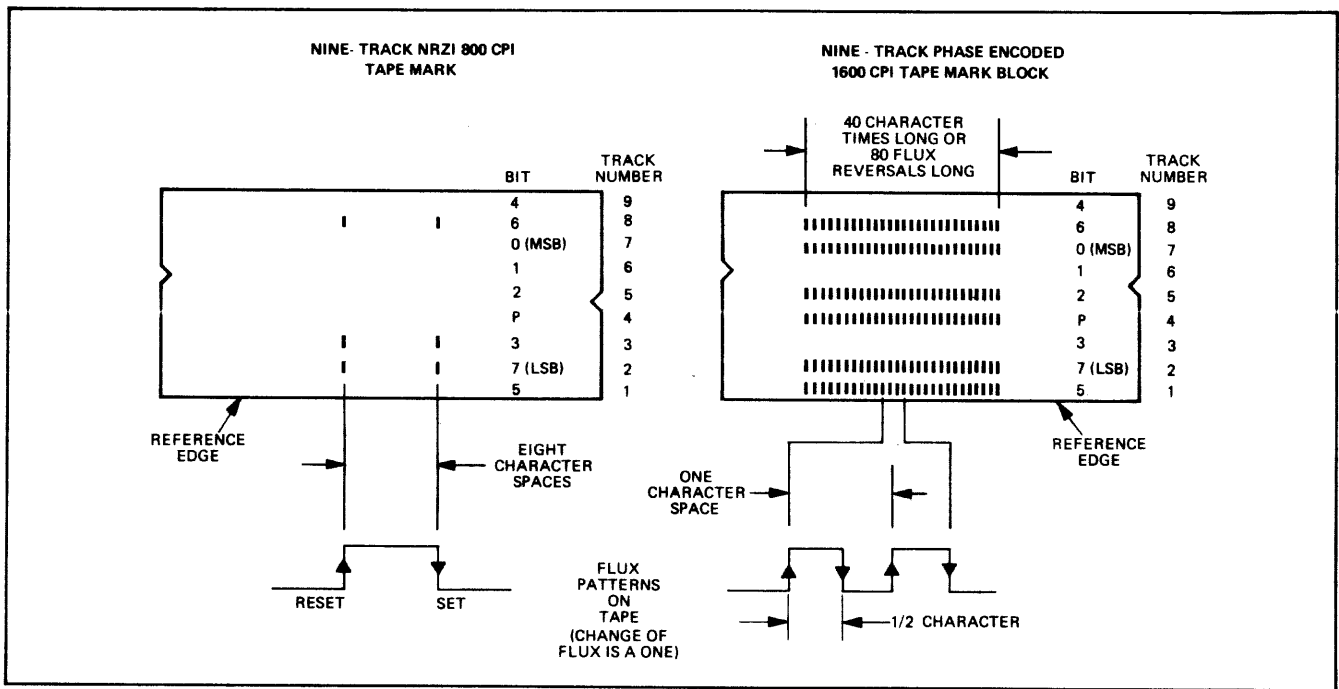 NINE- TRACK NRZI 800 CPI
TAPE MARK
BIT
TRACK
NUMBER
4 9
6 8
0 (MSB) 7
1 6
2 5
P 4
3 3
7 (LSB) 2
5 1
REFERENCE
EDGE
EIGHT
CHARACTER
SPACES
RESET SET
NINE - TRACK PHASE ENCODED
1600 CPI TAPE MARK BLOCK
40 CHARACTER
TIMES LONG OR
80 FLUX
REVERSALS LONG
BIT
TRACK
NUMBER
4 9
6 8
0 (MSB) 7
1 6
2 5
P 4
3 3
7 (LSB) 2
5 1
REFERENCE
EDGE
ONE
CHARACTER
SPACE
FLUX
PATTERNS
ON
TAPE
(CHANGE OF
FLUX IS A ONE)
1/2 CHARACTER